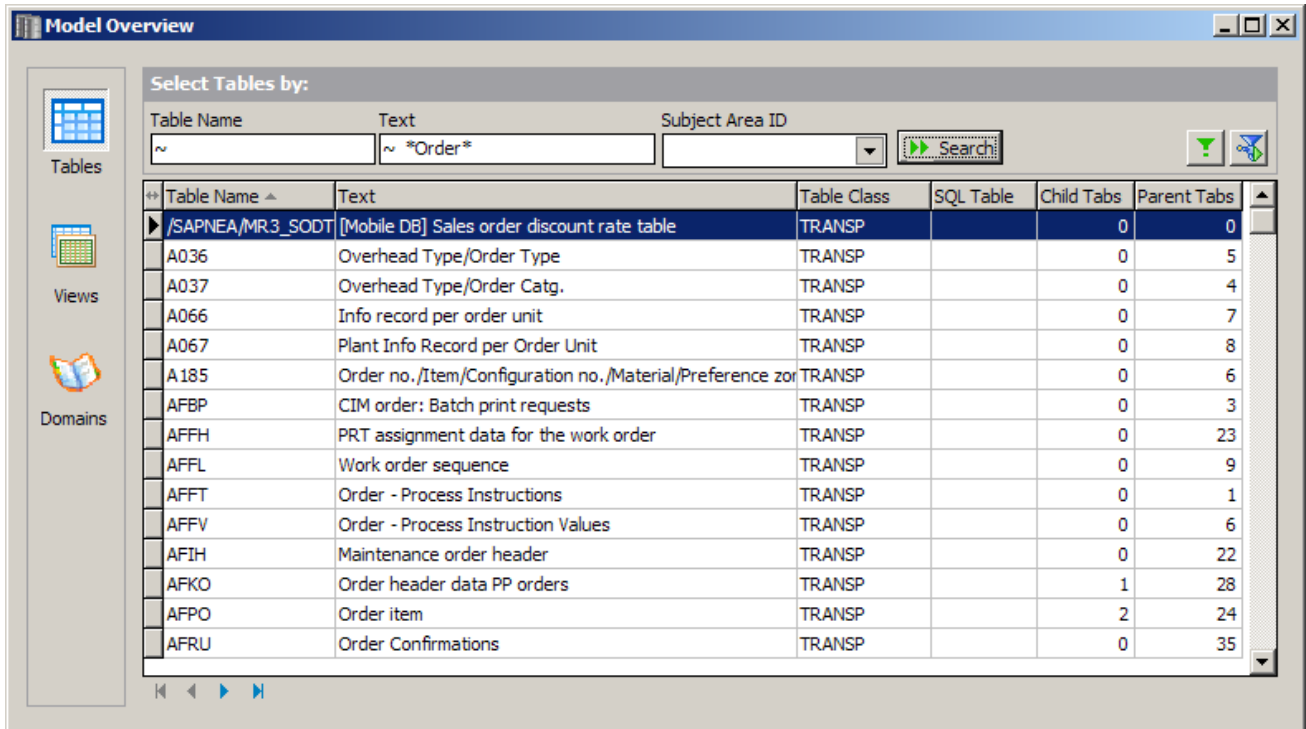 Model Overview
Select Tables by:
Table Name Text Subject Area ID
~ ~ *Order* Search
Tables
Views
Domains
Table Name Text Table Class SQL Table Child Tabs Parent Tabs
/SAPNEA/MR3_SODT [Mobile DB] Sales order discount rate table TRANSP 0 0
A036 Overhead Type/Order Type TRANSP 0 5
A037 Overhead Type/Order Catg. TRANSP 0 4
A066 Info record per order unit TRANSP 0 7
A067 Plant Info Record per Order Unit TRANSP 0 8
A185 Order no./Item/Configuration no./Material/Preference zor TRANSP 0 6
AFBP CIM order: Batch print requests TRANSP 0 3
AFFH PRT assignment data for the work order TRANSP 0 23
AFFL Work order sequence TRANSP 0 9
AFFT Order - Process Instructions TRANSP 0 1
AFFV Order - Process Instruction Values TRANSP 0 6
AFIH Maintenance order header TRANSP 0 22
AFKO Order header data PP orders TRANSP 1 28
AFPO Order item TRANSP 2 24
AFRU Order Confirmations TRANSP 0 35